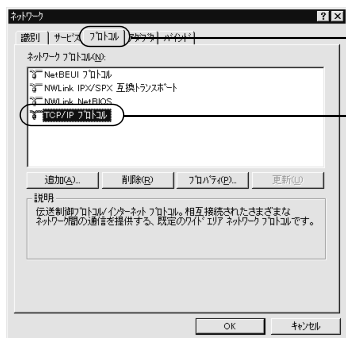 ネットワーク
識別 サービス プロトコル アダプタ バインド
ネットワーク プロトコル(N):
NetBEUI プロトコル
NWLink IPX/SPX 互換トランスポート
NWLink NetBIOS
TCP/IP プロトコル
追加(A)... 削除(R) プロパティ(P)... 更新(U)
説明
伝送制御プロトコル/インターネット プロトコル。相互接続されたさまざまな
ネットワーク間の通信を提供する、既定のワイド エリア ネットワーク プロトコルです。
OK キャンセル